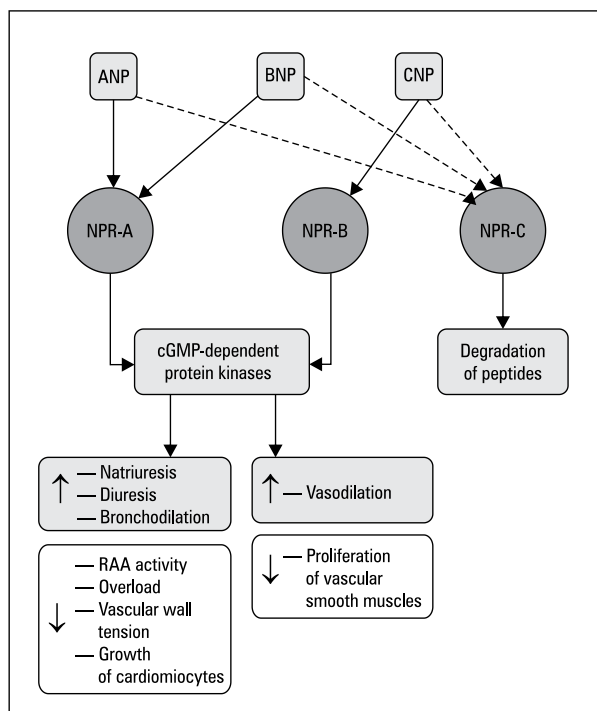 ANP
BNP
CNP
NPR-A
NPR-B
NPR-C
cGMP-dependent
protein kinases
Degradation
of peptides
↑
— Natriuresis
— Diuresis
— Bronchodilation
↑ — Vasodilation
↓
— RAA activity
— Overload
— Vascular wall
tension
— Growth
of cardiomiocytes
↓
— Proliferation
of vascular
smooth muscles